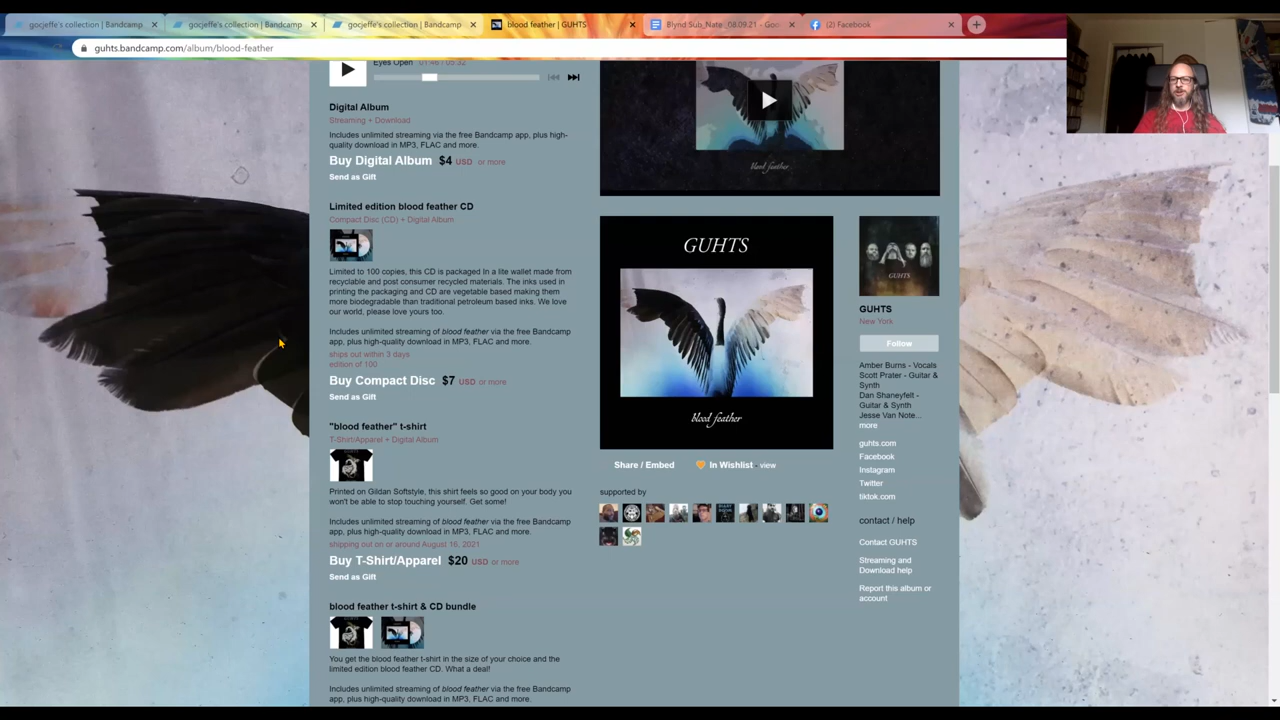 gocjeffe's collection | Bandcamp
gocjeffe's collection | Bandcamp
gocjeffe's collection | Bandcamp
blood feather | GUHTS
Blynd Sub_Nate _08.09.21 - Goo
(2) Facebook
guhts.bandcamp.com/album/blood-feather
Eyes Open 01:46 / 05:32
Digital Album
Streaming + Download
Includes unlimited streaming via the free Bandcamp app, plus high-
quality download in MP3, FLAC and more.
Buy Digital Album $4 USD or more
Send as Gift
Limited edition blood feather CD
Compact Disc (CD) + Digital Album
Limited to 100 copies, this CD is packaged In a lite wallet made from
recyclable and post consumer recycled materials. The inks used in
printing the packaging and CD are vegetable based making them
more biodegradable than traditional petroleum based inks. We love
our world, please love yours too.
Includes unlimited streaming of blood feather via the free Bandcamp
app, plus high-quality download in MP3, FLAC and more.
ships out within 3 days
edition of 100
Buy Compact Disc $7 USD or more
Send as Gift
"blood feather" t-shirt
T-Shirt/Apparel + Digital Album
Printed on Gildan Softstyle, this shirt feels so good on your body you
won't be able to stop touching yourself. Get some!
Includes unlimited streaming of blood feather via the free Bandcamp
app, plus high-quality download in MP3, FLAC and more.
shipping out on or around August 16, 2021
Buy T-Shirt/Apparel $20 USD or more
Send as Gift
blood feather t-shirt & CD bundle
You get the blood feather t-shirt in the size of your choice and the
limited edition blood feather CD. What a deal!
Includes unlimited streaming of blood feather via the free Bandcamp
app, plus high-quality download in MP3, FLAC and more.
blood feather
GUHTS
blood feather
Share / Embed
In Wishlist view
supported by
GUHTS
GUHTS
New York
Follow
Amber Burns - Vocals
Scott Prater - Guitar &
Synth
Dan Shaneyfelt -
Guitar & Synth
Jesse Van Note...
more
guhts.com
Facebook
Instagram
Twitter
tiktok.com
contact / help
Contact GUHTS
Streaming and
Download help
Report this album or
account